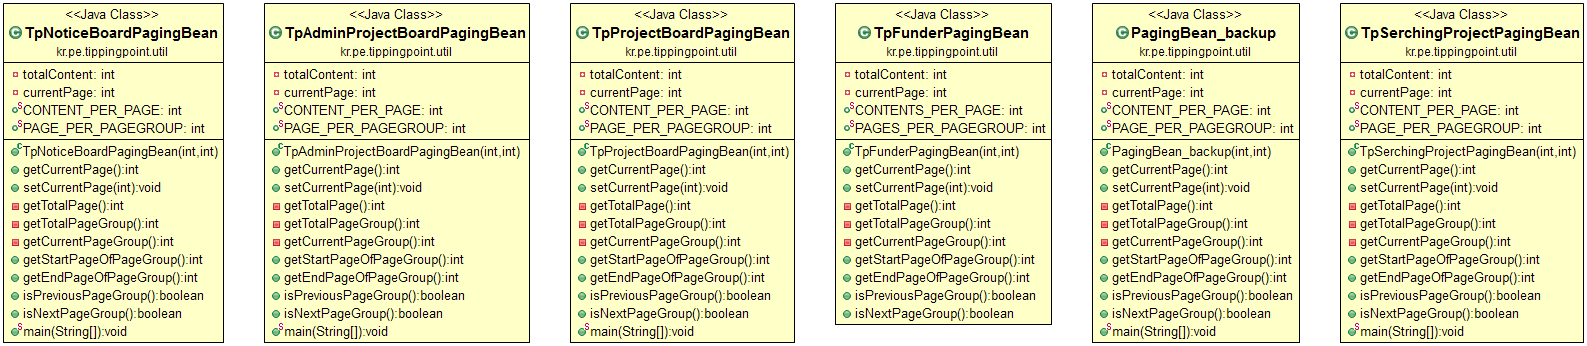 <<Java Class>>
TpNoticeBoardPagingBean
kr.pe.tippingpoint.util
totalContent: int
currentPage: int
CONTENT_PER_PAGE: int
PAGE_PER_PAGEGROUP: int
TpNoticeBoardPagingBean(int,int)
getCurrentPage():int
setCurrentPage(int):void
getTotalPage():int
getTotalPageGroup():int
getCurrentPageGroup():int
getStartPageOfPageGroup():int
getEndPageOfPageGroup():int
isPreviousPageGroup():boolean
isNextPageGroup():boolean
main(String[]):void
<<Java Class>>
TpAdminProjectBoardPagingBean
kr.pe.tippingpoint.util
totalContent: int
currentPage: int
CONTENT_PER_PAGE: int
PAGE_PER_PAGEGROUP: int
TpAdminProjectBoardPagingBean(int,int)
getCurrentPage():int
setCurrentPage(int):void
getTotalPage():int
getTotalPageGroup():int
getCurrentPageGroup():int
getStartPageOfPageGroup():int
getEndPageOfPageGroup():int
isPreviousPageGroup():boolean
isNextPageGroup():boolean
main(String[]):void
<<Java Class>>
TpProjectBoardPagingBean
kr.pe.tippingpoint.util
totalContent: int
currentPage: int
CONTENT_PER_PAGE: int
PAGE_PER_PAGEGROUP: int
TpProjectBoardPagingBean(int,int)
getCurrentPage():int
setCurrentPage(int):void
getTotalPage():int
getTotalPageGroup():int
getCurrentPageGroup():int
getStartPageOfPageGroup():int
getEndPageOfPageGroup():int
isPreviousPageGroup():boolean
isNextPageGroup():boolean
main(String[]):void
<<Java Class>>
TpFunderPagingBean
kr.pe.tippingpoint.util
totalContent: int
currentPage: int
CONTENTS_PER_PAGE: int
PAGES_PER_PAGEGROUP: int
TpFunderPagingBean(int,int)
getCurrentPage():int
setCurrentPage(int):void
getTotalPage():int
getTotalPageGroup():int
getCurrentPageGroup():int
getStartPageOfPageGroup():int
getEndPageOfPageGroup():int
isPreviousPageGroup():boolean
isNextPageGroup():boolean
<<Java Class>>
PagingBean_backup
kr.pe.tippingpoint.util
totalContent: int
currentPage: int
CONTENT_PER_PAGE: int
PAGE_PER_PAGEGROUP: int
PagingBean_backup(int,int)
getCurrentPage():int
setCurrentPage(int):void
getTotalPage():int
getTotalPageGroup():int
getCurrentPageGroup():int
getStartPageOfPageGroup():int
getEndPageOfPageGroup():int
isPreviousPageGroup():boolean
isNextPageGroup():boolean
main(String[]):void
<<Java Class>>
TpSerchingProjectPagingBean
kr.pe.tippingpoint.util
totalContent: int
currentPage: int
CONTENT_PER_PAGE: int
PAGE_PER_PAGEGROUP: int
TpSerchingProjectPagingBean(int,int)
getCurrentPage():int
setCurrentPage(int):void
getTotalPage():int
getTotalPageGroup():int
getCurrentPageGroup():int
getStartPageOfPageGroup():int
getEndPageOfPageGroup():int
isPreviousPageGroup():boolean
isNextPageGroup():boolean
main(String[]):void